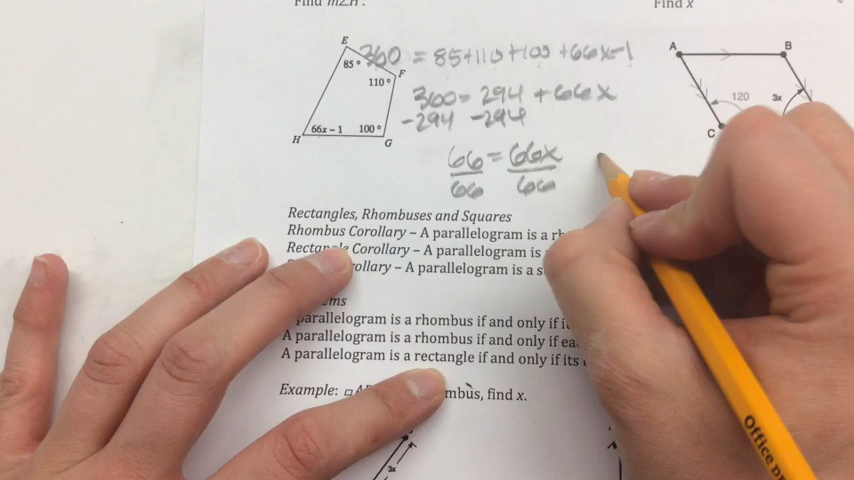 Find m∠H.
Find x
E
360 = 85+110+100+66x-1
85°
F
110°
360 = 294 + 66x
-294 -294
66x – 1
100°
H
G
66 = 66x
66 66
A
B
120
3x
C
Rectangles, Rhombuses and Squares
Rhombus Corollary – A parallelogram is a rh
Rectangle Corollary – A parallelogram is
rollary – A parallelogram is a s
ms
parallelogram is a rhombus if and only if
A parallelogram is a rhombus if and only if ea
A parallelogram is a rectangle if and only if its
Example: ▱A mbus, find x.
3x
Office